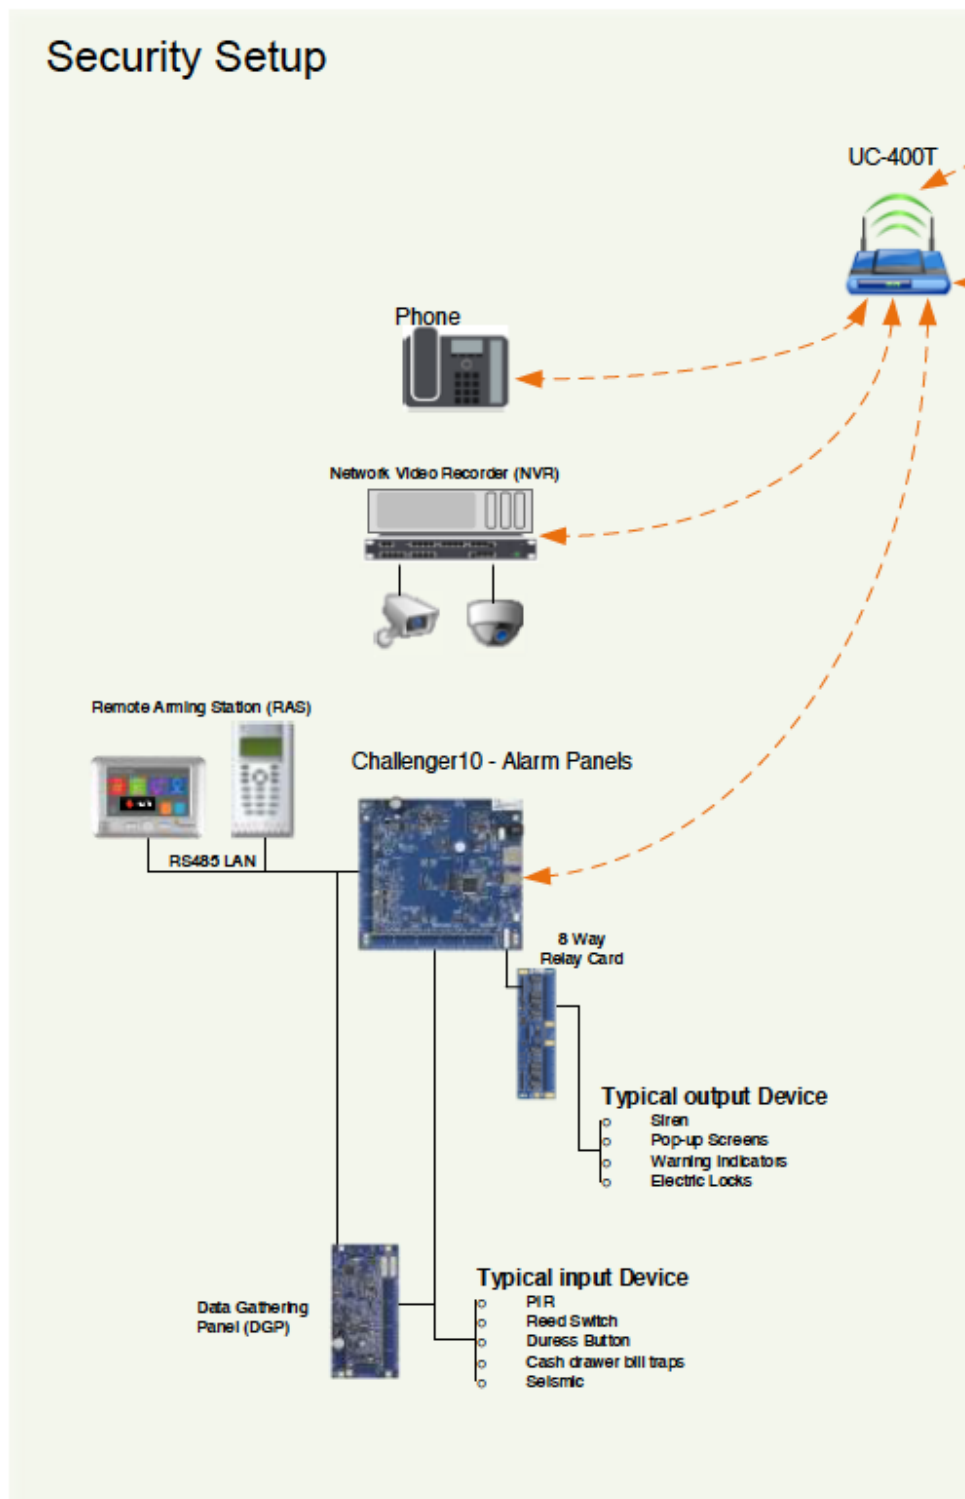 Security Setup
UC-400T
Phone
Network Video Recorder (NVR)
Remote Arming Station (RAS)
Challenger10 - Alarm Panels
RS485 LAN
8 Way
Relay Card
Typical output Device
Siren
Pop-up Screens
Warning Indicators
Electric Locks
Data Gathering
Panel (DGP)
Typical input Device
PIR
Reed Switch
Duress Button
Cash drawer bill traps
Seismic